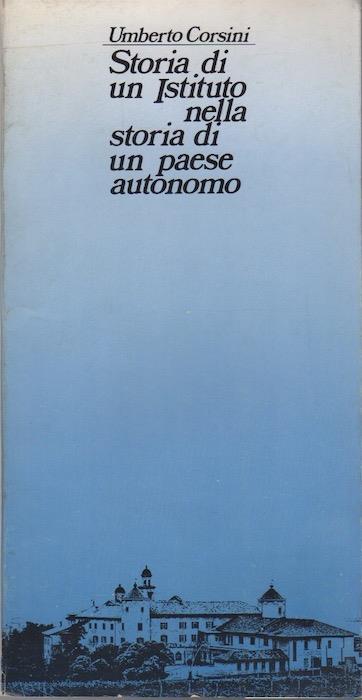 Umberto Corsini
Storia di
un Istituto
nella
storia di
un paese
autonomo